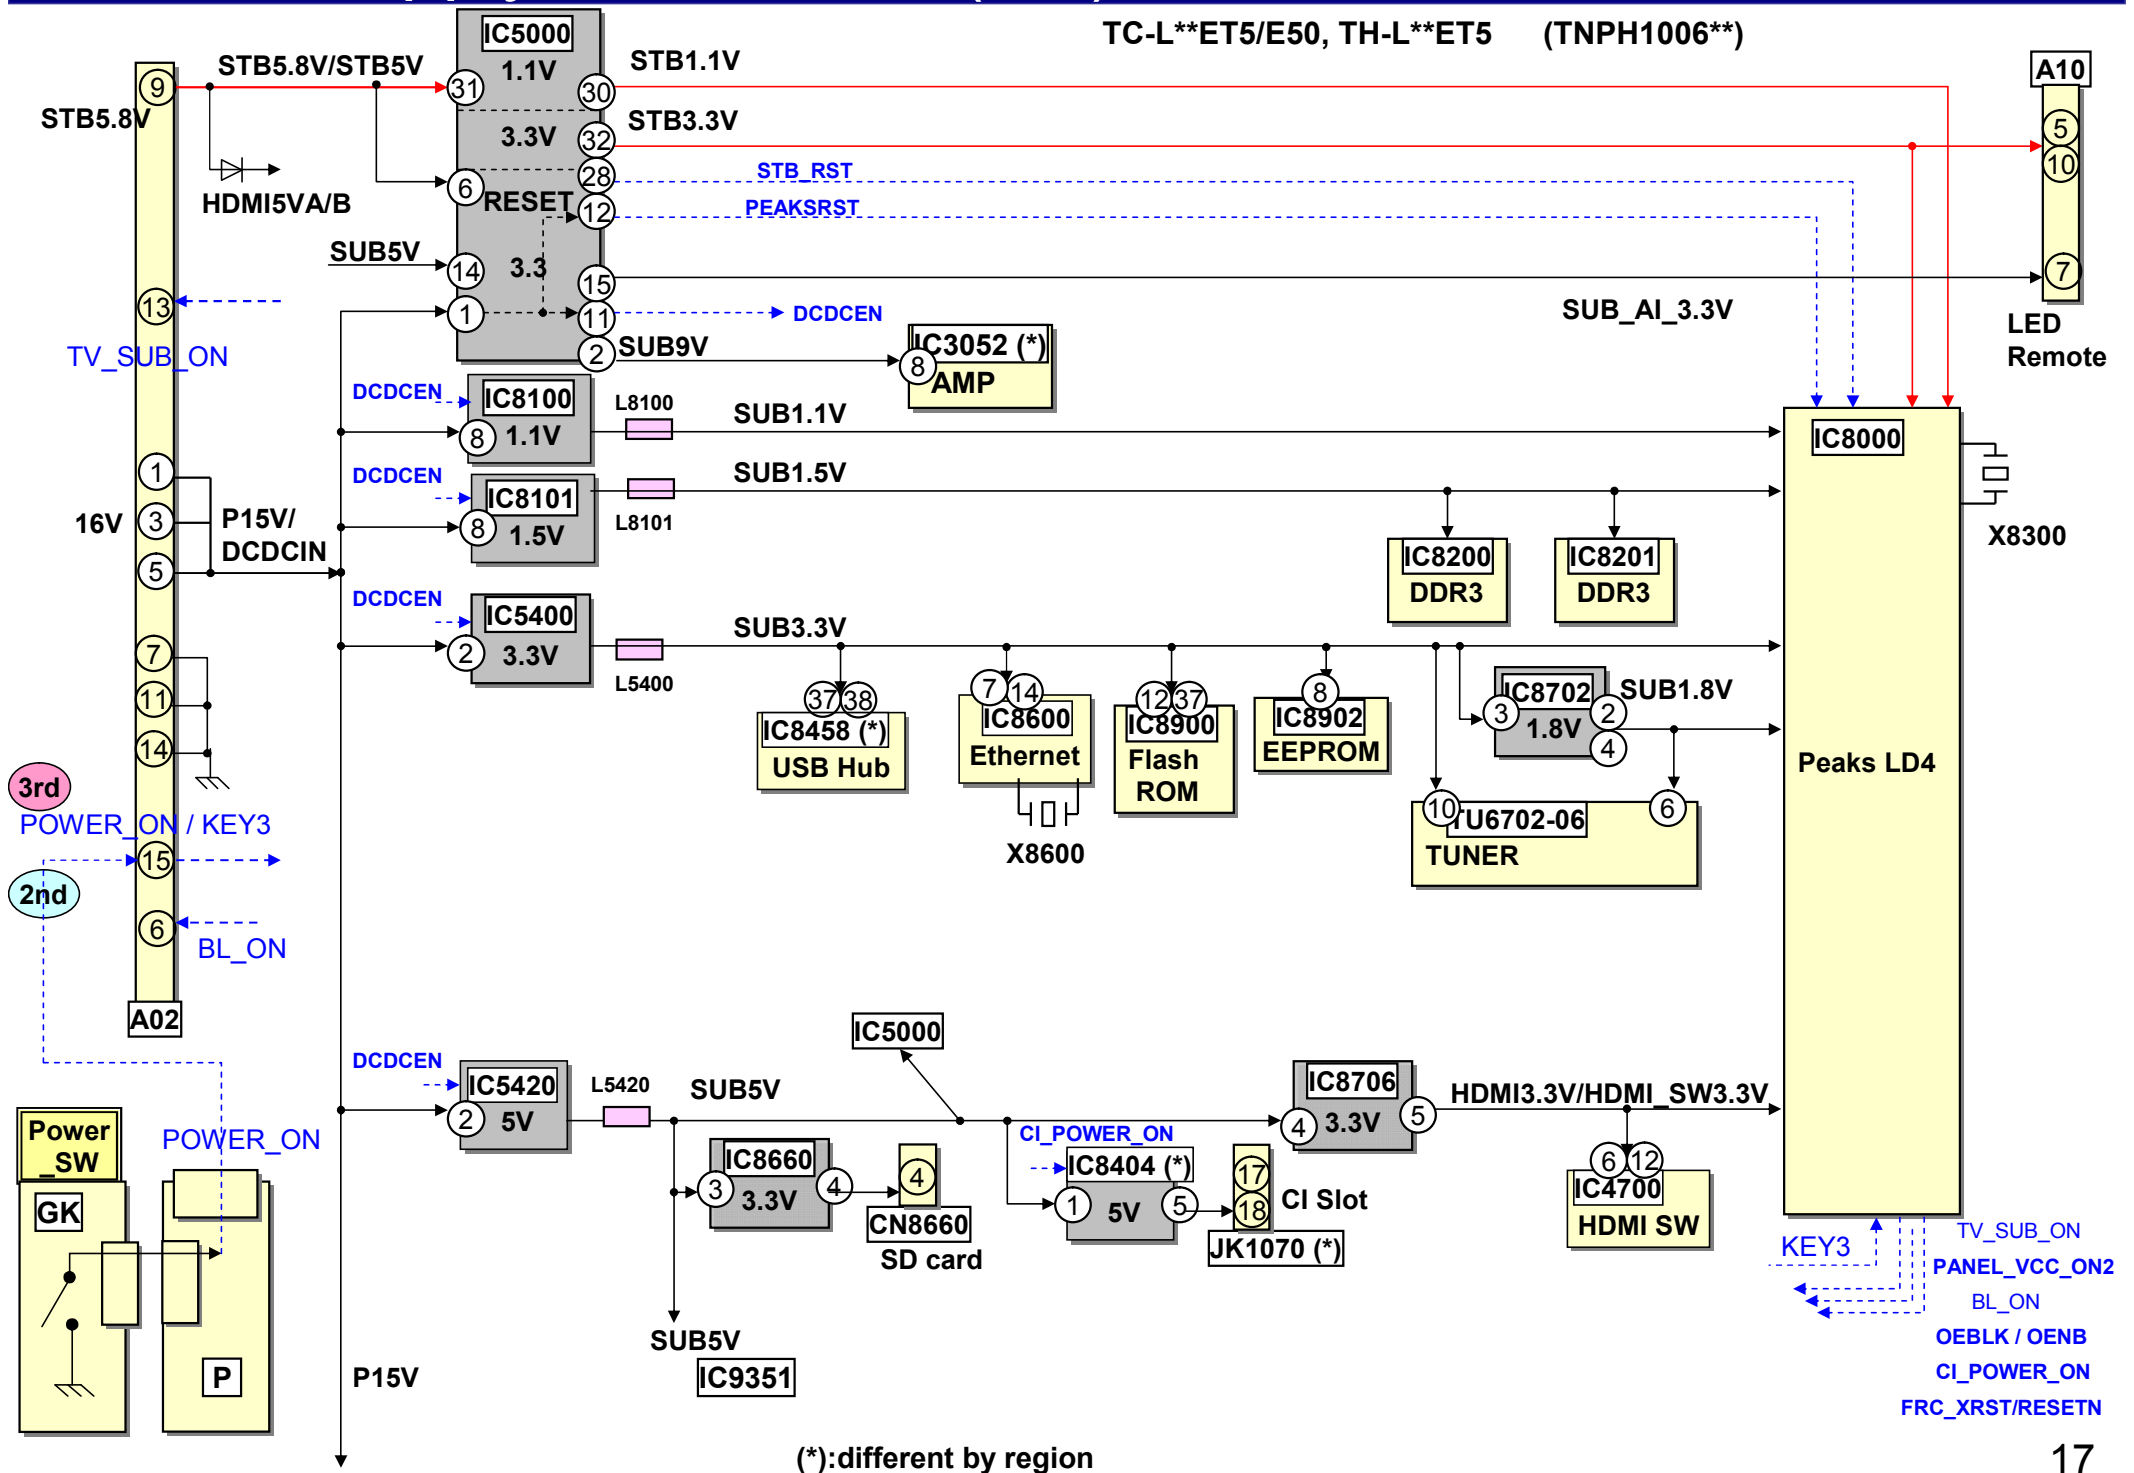 TC-L**ET5/E50, TH-L**ET5 (TNPH1006**)
IC5000
1.1V
STB5.8V/STB5V
STB1.1V
A10
9
31
30
STB5.8V
3.3V
STB3.3V
32
5
10
HDMI5VA/B
6
RESET
28
STB_RST
12
PEAKSRST
SUB5V
14
3.3
15
7
SUB_AI_3.3V
13
1
11
DCDCEN
LED
Remote
TV_SUB_ON
2
SUB9V
IC3052 (*)
8
AMP
DCDCEN
IC8100
8
1.1V
L8100
SUB1.1V
IC8000
DCDCEN
IC8101
8
1.5V
L8101
SUB1.5V
X8300
1
16V
3
P15V/
DCDCIN
5
IC8200
DDR3
IC8201
DDR3
DCDCEN
IC5400
2
3.3V
L5400
SUB3.3V
7
11
14
37
38
IC8458 (*)
USB Hub
7
14
IC8600
Ethernet
X8600
12
37
IC8900
Flash
ROM
8
IC8902
EEPROM
IC8702
3
1.8V
2
4
SUB1.8V
Peaks LD4
10
TU6702-06
6
TUNER
3rd
POWER_ON / KEY3
15
2nd
6
BL_ON
A02
IC5000
DCDCEN
IC5420
2
5V
L5420
SUB5V
IC8706
4
3.3V
5
HDMI3.3V/HDMI_SW3.3V
Power
_SW
POWER_ON
IC8660
3
3.3V
4
4
CN8660
SD card
CI_POWER_ON
IC8404 (*)
1
5V
5
17
18
CI Slot
JK1070 (*)
6
12
IC4700
HDMI SW
GK
P
KEY3
TV_SUB_ON
PANEL_VCC_ON2
BL_ON
OEBLK / OENB
CI_POWER_ON
FRC_XRST/RESETN
SUB5V
IC9351
P15V
(*):different by region
17